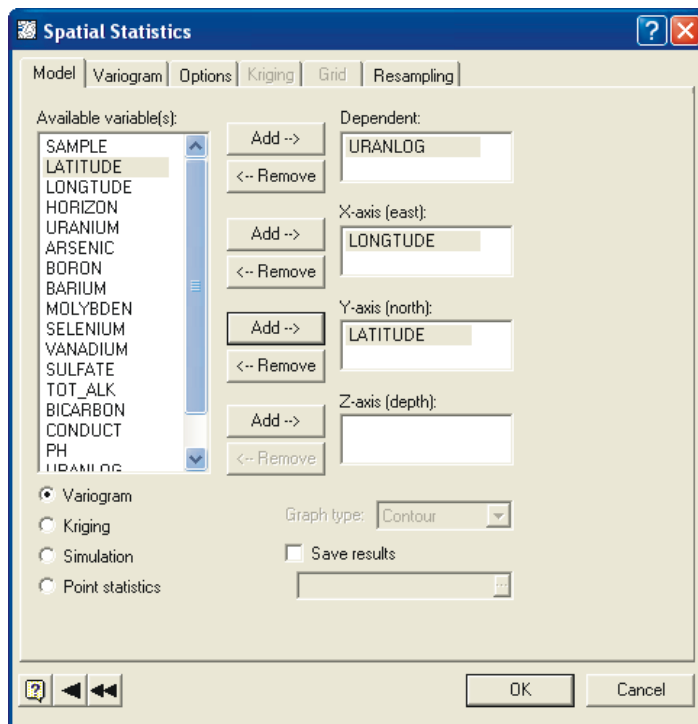 Spatial Statistics
Model Variogram Options Kriging Grid Resampling
Available variable(s):
SAMPLE
LATITUDE
LONGTUDE
HORIZON
URANIUM
ARSENIC
BORON
BARIUM
MOLYBDEN
SELENIUM
VANADIUM
SULFATE
TOT_ALK
BICARBON
CONDUCT
PH
URANLOG
Add -->
<-- Remove
Dependent:
URANLOG
Add -->
<-- Remove
X-axis (east):
LONGTUDE
Add -->
<-- Remove
Y-axis (north):
LATITUDE
Add -->
<-- Remove
Z-axis (depth):
Variogram
Kriging
Simulation
Point statistics
Graph type: Contour
Save results
...
OK Cancel